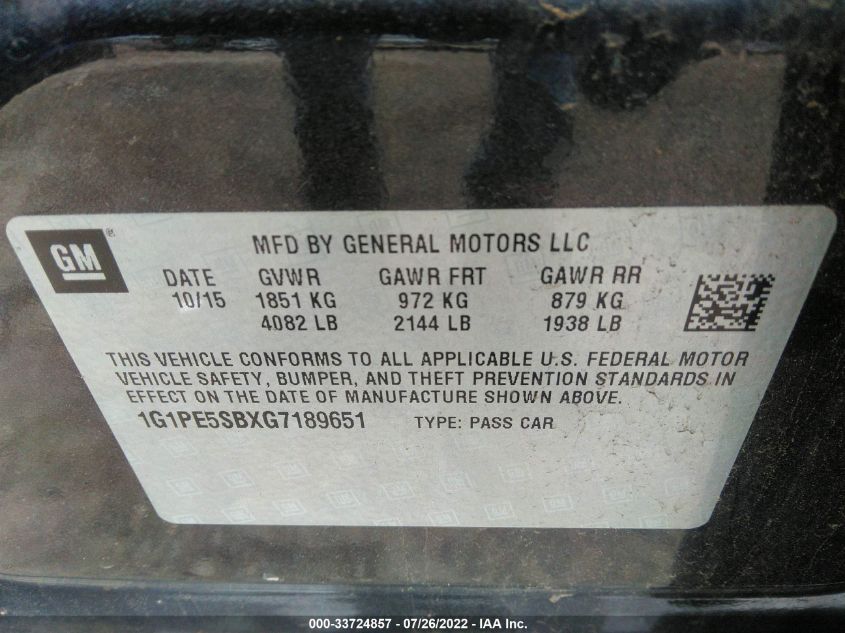 GM®
MFD BY GENERAL MOTORS LLC
DATE GVWR GAWR FRT GAWR RR
10/15 1851 KG 972 KG 879 KG
4082 LB 2144 LB 1938 LB
THIS VEHICLE CONFORMS TO ALL APPLICABLE U.S. FEDERAL MOTOR
VEHICLE SAFETY, BUMPER, AND THEFT PREVENTION STANDARDS IN
EFFECT ON THE DATE OF MANUFACTURE SHOWN ABOVE.
1G1PE5SBXG7189651 TYPE: PASS CAR
000-33724857 / 07/26/2022 - IAA Inc.